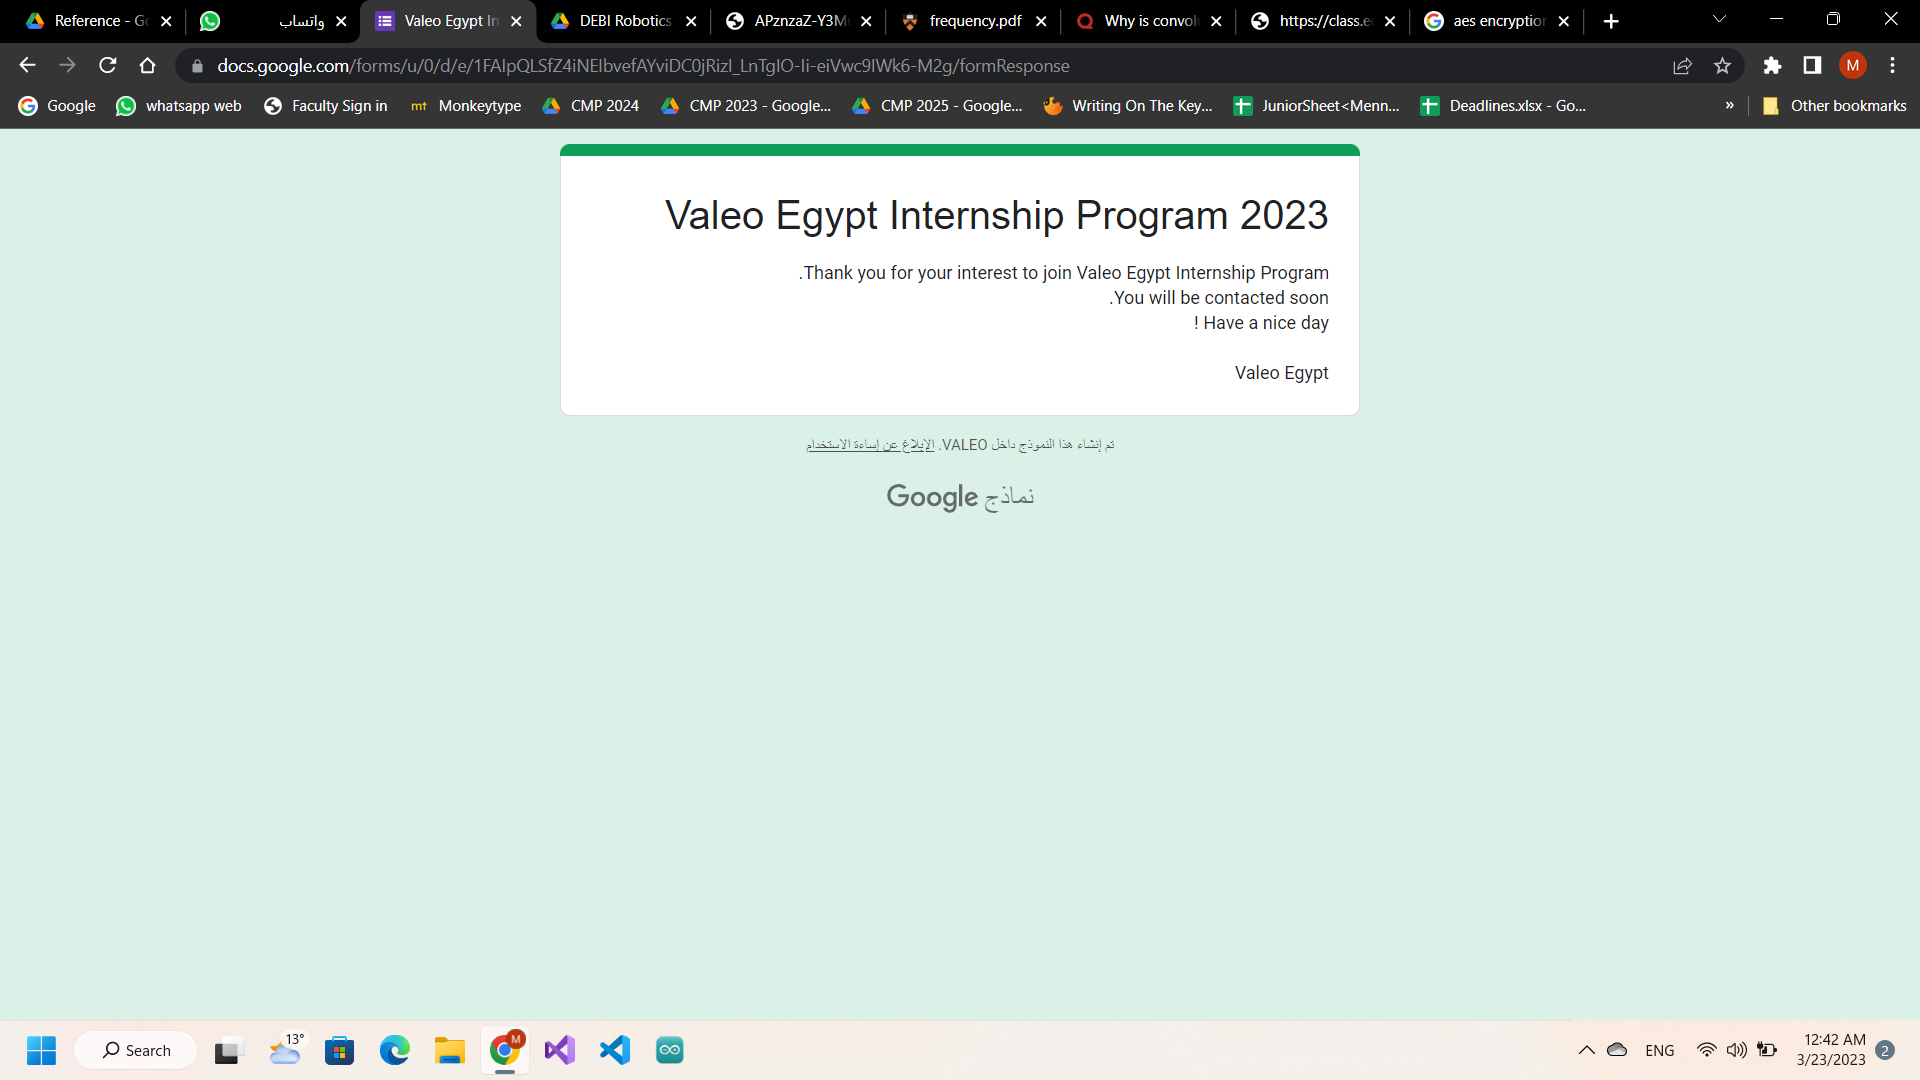 Reference - Go
واتساب
Valeo Egypt In
DEBI Robotics
APznzaZ-Y3M
frequency.pdf
Why is convol
https://class.e
aes encryption
docs.google.com/forms/u/0/d/e/1FAIpQLSfZ4iNEIbvefAYviDC0jRizI_LnTgIO-Ii-eiVwc9IWk6-M2g/formResponse
M
Google
whatsapp web
Faculty Sign in
mt Monkeytype
CMP 2024
CMP 2023 - Google...
CMP 2025 - Google...
Writing On The Key...
JuniorSheet<Menn...
Deadlines.xlsx - Go...
»
Other bookmarks
Valeo Egypt Internship Program 2023
.Thank you for your interest to join Valeo Egypt Internship Program
.You will be contacted soon
! Have a nice day
Valeo Egypt
تم إنشاء هذا النموذج داخل VALEO. الإبلاغ عن إساءة الاستخدام
نماذج Google
Search
13°
M
ENG
12:42 AM
3/23/2023
2